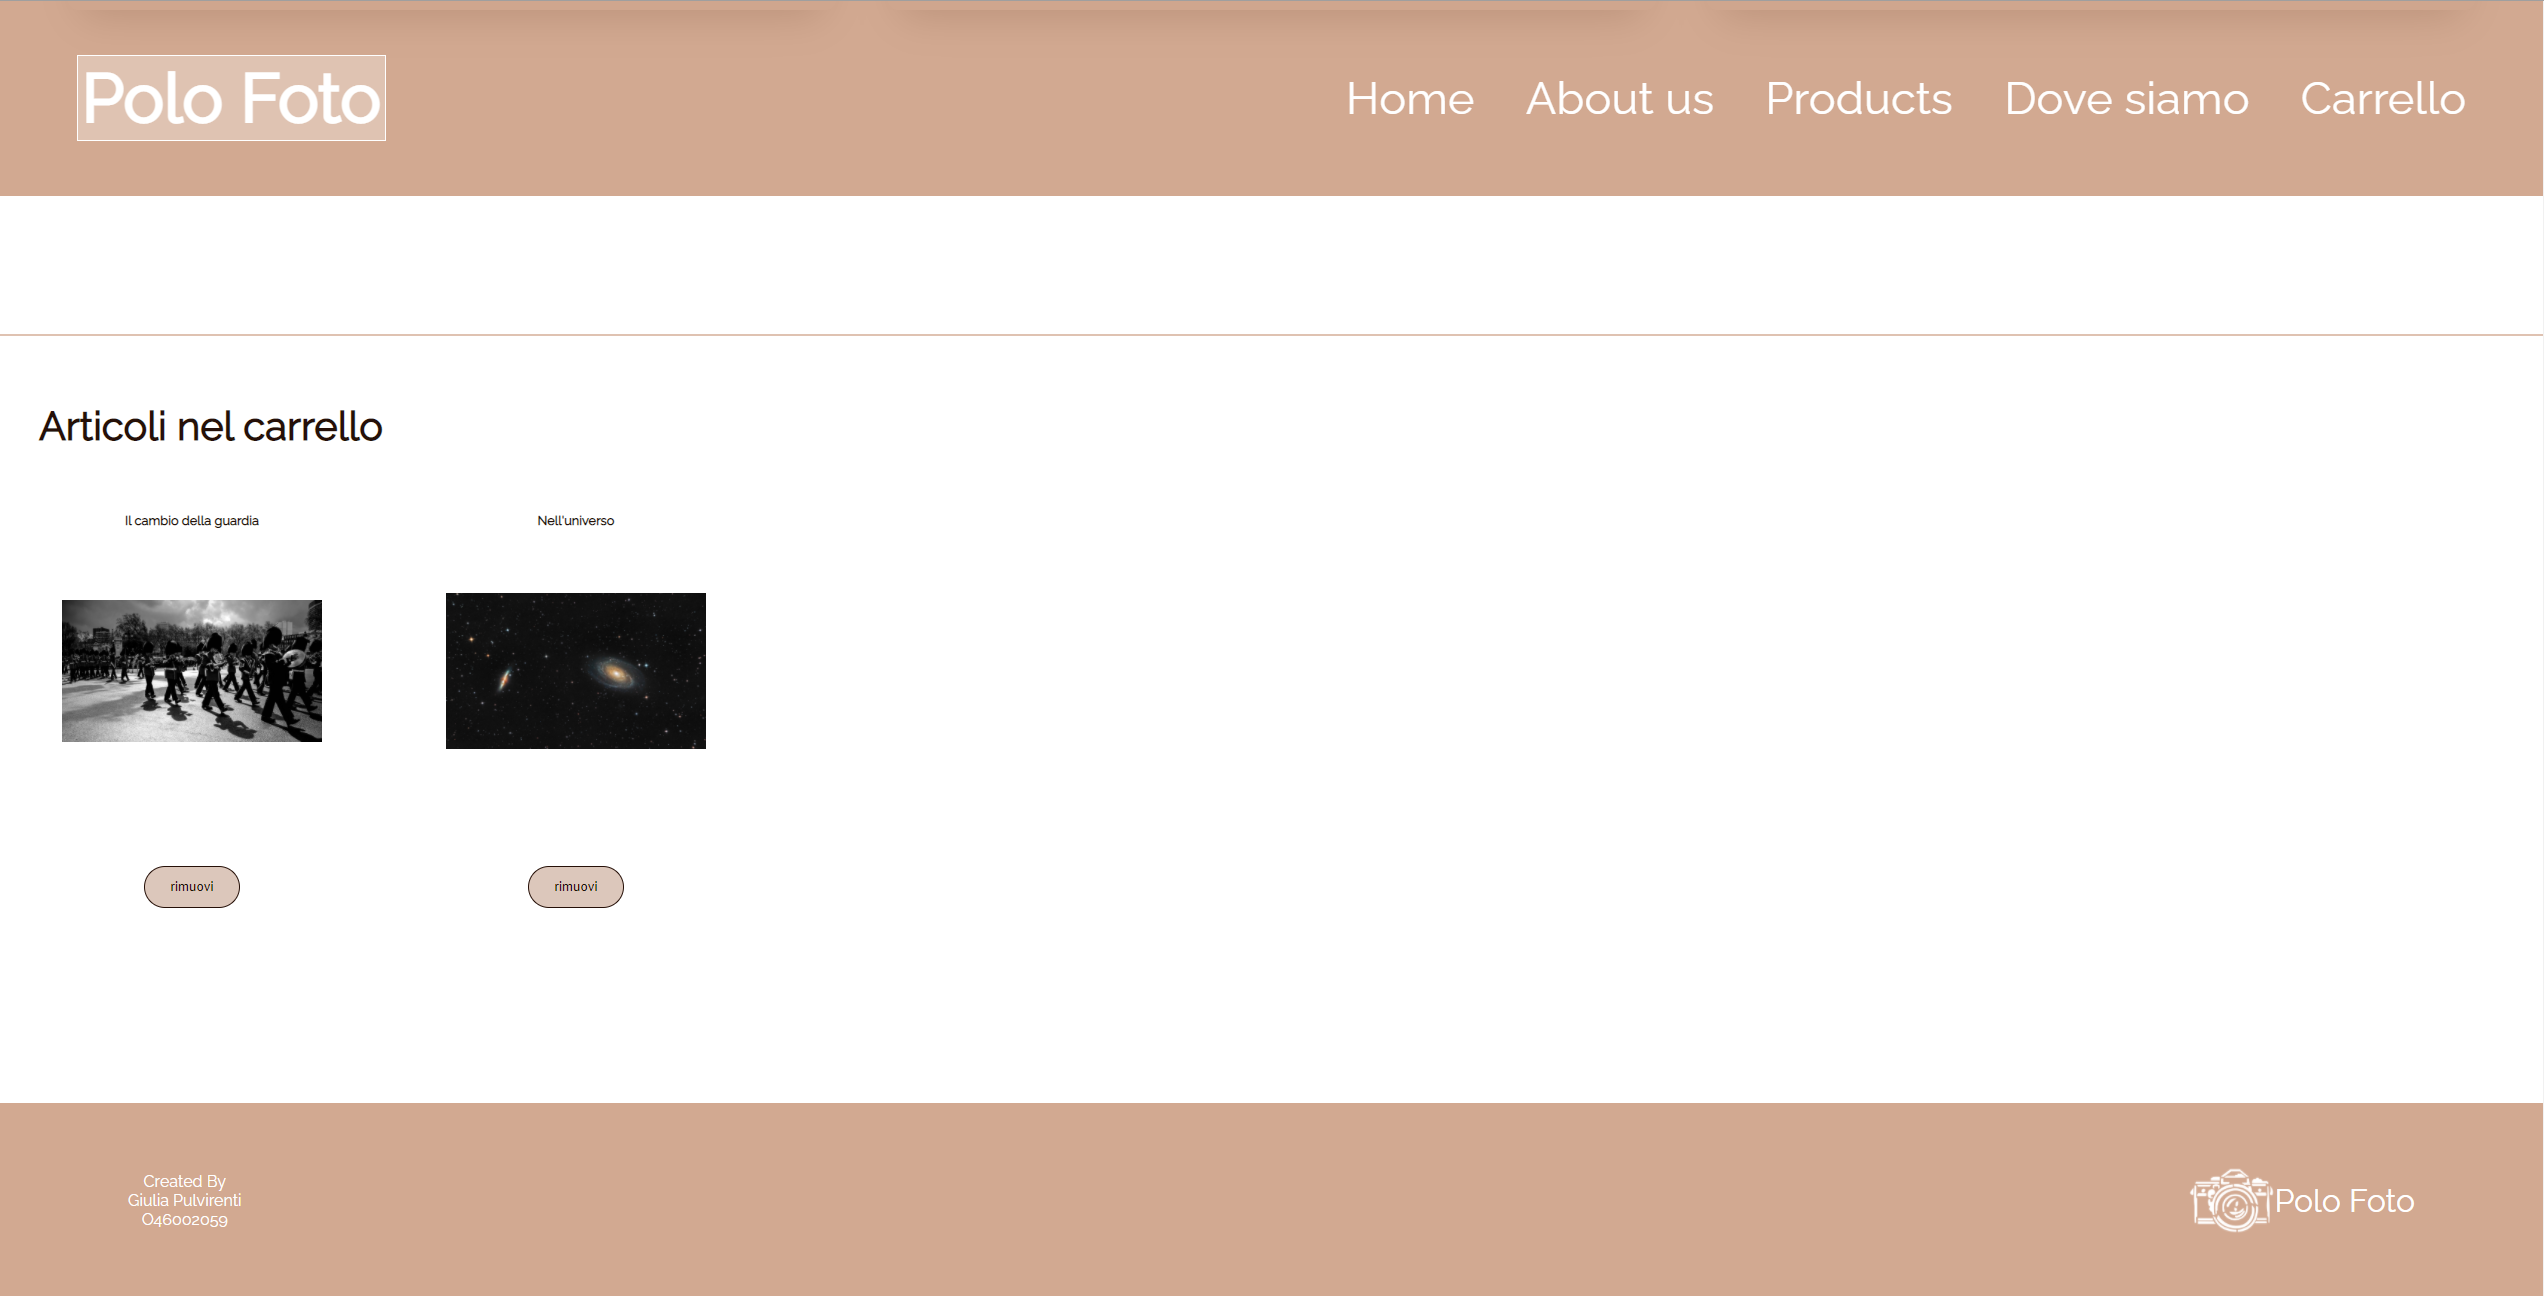 Polo Foto
Home About us Products Dove siamo Carrello
Articoli nel carrello
Il cambio della guardia
Nell'universo
rimuovi
rimuovi
Created By
Giulia Pulvirenti
O46002059
Polo Foto